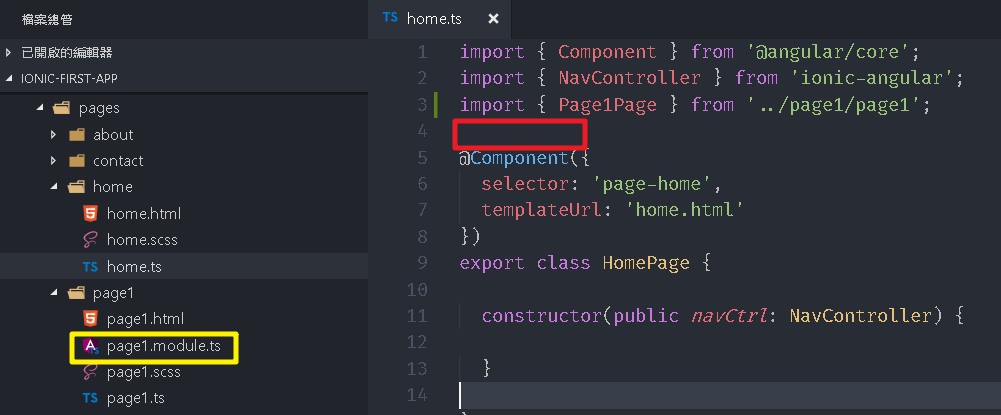 檔案總管
已開啟的編輯器
IONIC-FIRST-APP
pages
about
contact
home
home.html
home.scss
TS home.ts
page1
page1.html
page1.module.ts
page1.scss
TS page1.ts
TS home.ts ×
1 import { Component } from '@angular/core';
2 import { NavController } from 'ionic-angular';
3 import { Page1Page } from '../page1/page1';
4
5 @Component({
6 selector: 'page-home',
7 templateUrl: 'home.html'
8 })
9 export class HomePage {
10
11 constructor(public navCtrl: NavController) {
12
13 }
14